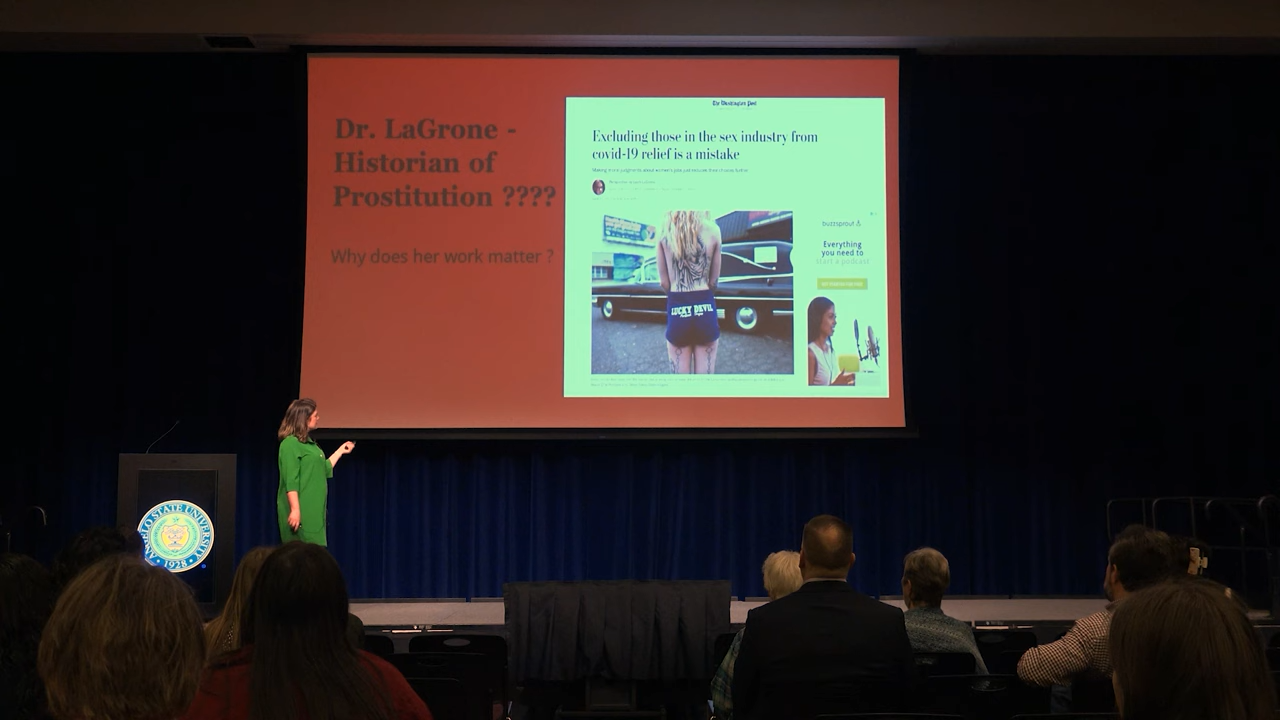 Dr. LaGrone -
Historian of
Prostitution ????
Why does her work matter ?
The Washington Post
Excluding those in the sex industry from
covid-19 relief is a mistake
LUCKY DEVIL
buzzsprout
Everything
you need to
start a podcast
ANGELO STATE UNIVERSITY
• 1928 •